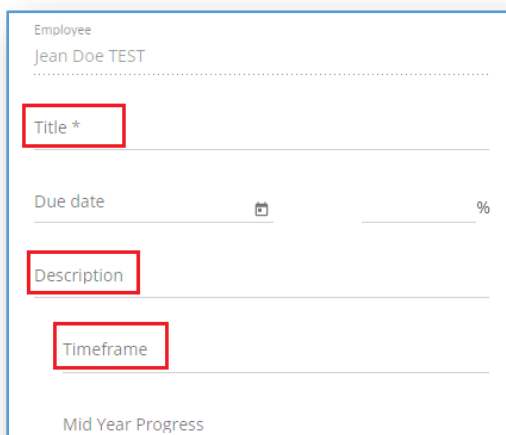 Employee
Jean Doe TEST
Title *
Due date
%
Description
Timeframe
Mid Year Progress